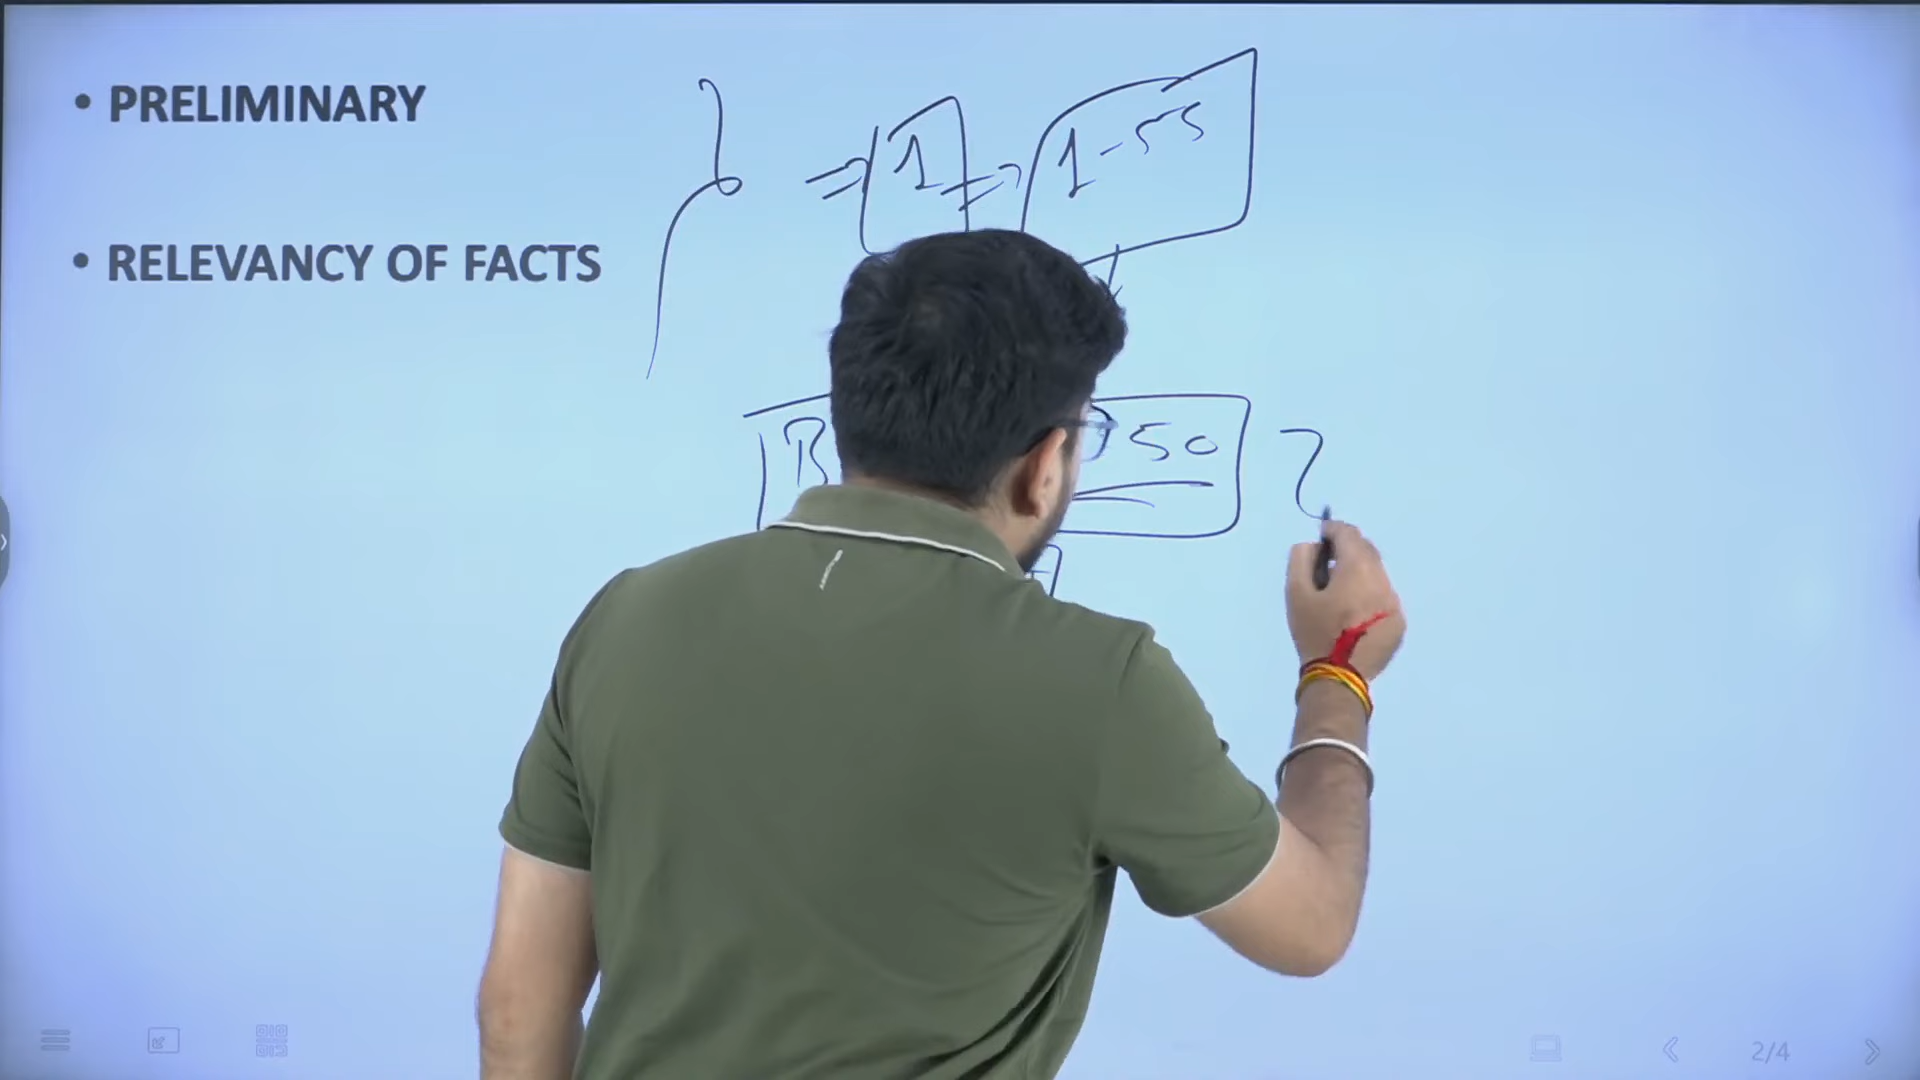 • PRELIMINARY
1
1-55
• RELEVANCY OF FACTS
50
2/4